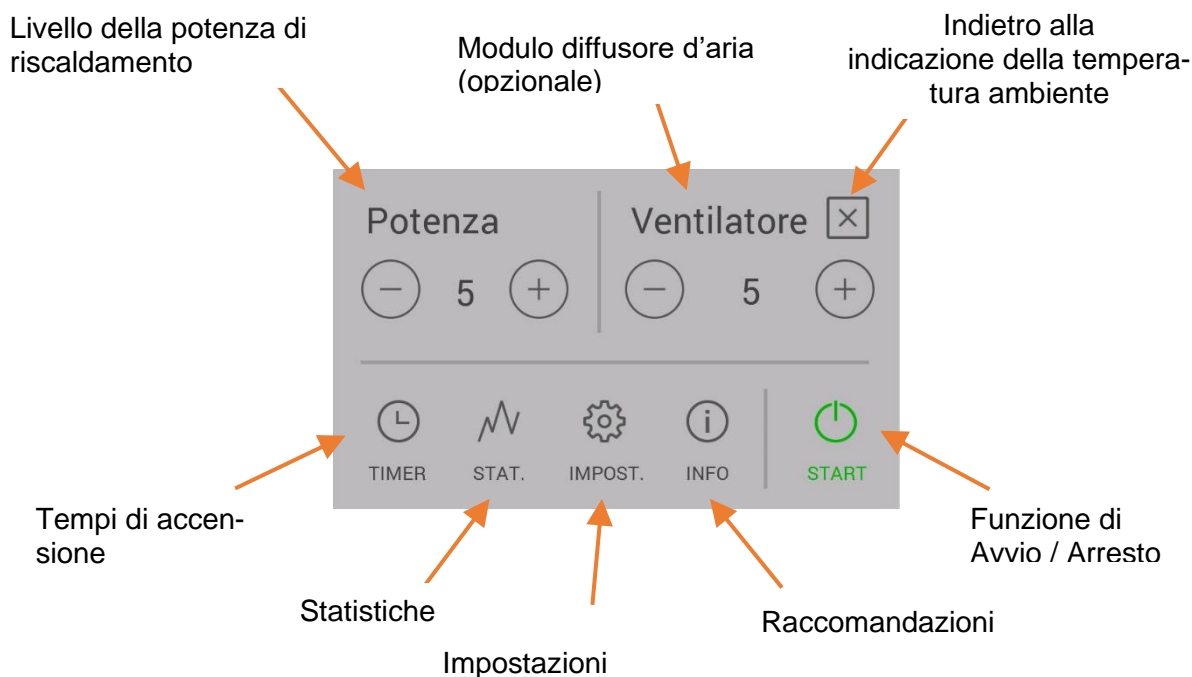 Livello della potenza di
riscaldamento
Modulo diffusore d’aria
(opzionale)
Indietro alla
indicazione della tempera-
tura ambiente
Potenza
Ventilatore
5
5
TIMER
STAT.
IMPOST.
INFO
START
Tempi di accen-
sione
Statistiche
Impostazioni
Raccomandazioni
Funzione di
Avvio / Arresto